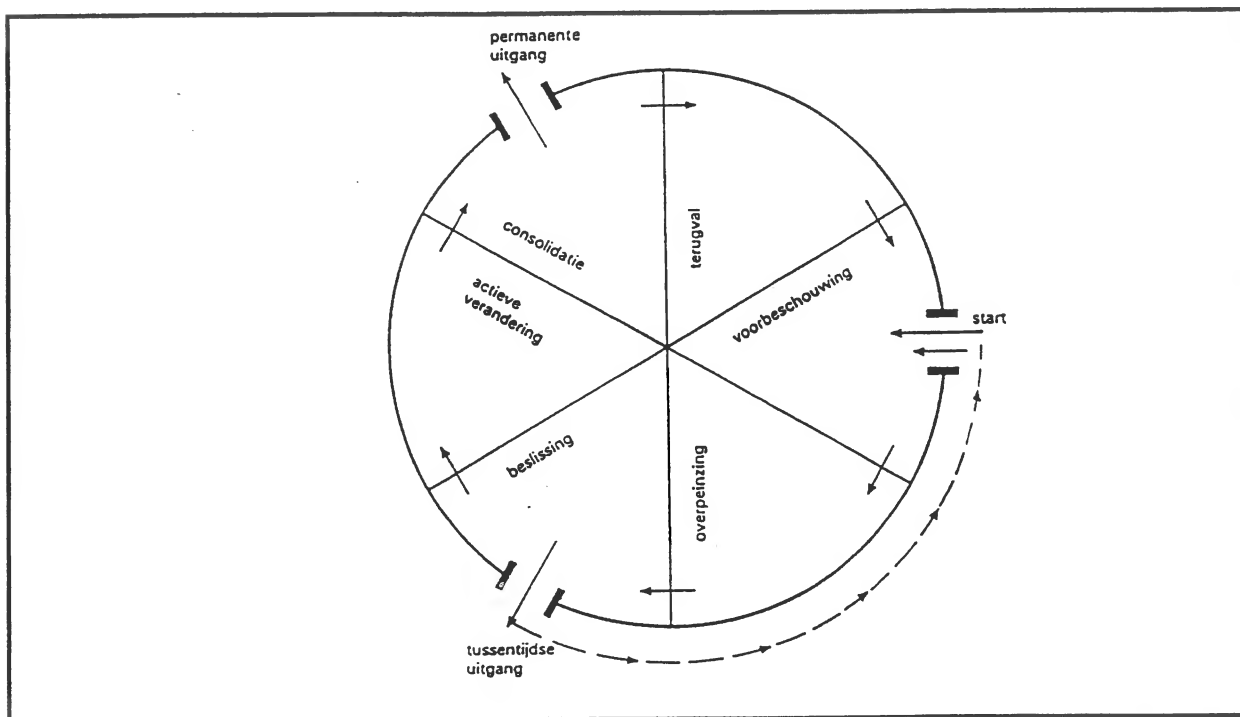 permanente
uitgang
terugval
consolidatie
voorbeschouwing
start
actieve
verandering
beslissing
overpeinzing
tussentijdse
uitgang